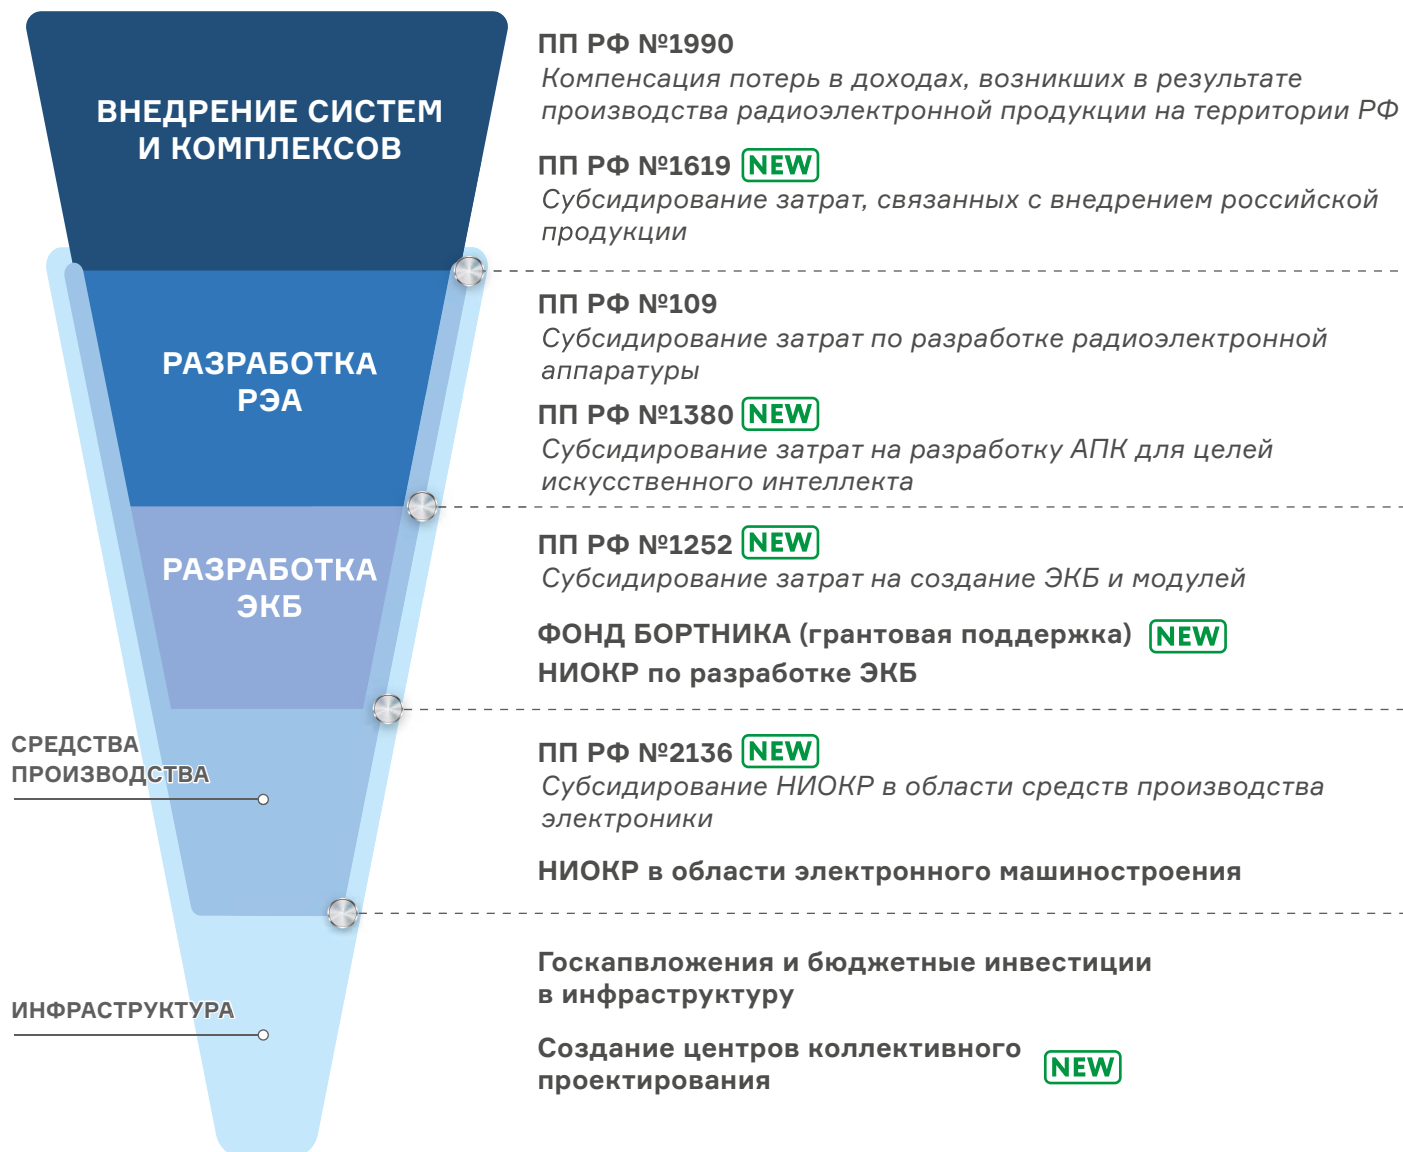 ВНЕДРЕНИЕ СИСТЕМ
И КОМПЛЕКСОВ
ПП РФ №1990
Компенсация потерь в доходах, возникших в результате
производства радиоэлектронной продукции на территории РФ
ПП РФ №1619 NEW
Субсидирование затрат, связанных с внедрением российской
продукции
РАЗРАБОТКА
РЭА
ПП РФ №109
Субсидирование затрат по разработке радиоэлектронной
аппаратуры
ПП РФ №1380 NEW
Субсидирование затрат на разработку АПК для целей
искусственного интеллекта
РАЗРАБОТКА
ЭКБ
ПП РФ №1252 NEW
Субсидирование затрат на создание ЭКБ и модулей
ФОНД БОРТНИКА (грантовая поддержка) NEW
НИОКР по разработке ЭКБ
СРЕДСТВА
ПРОИЗВОДСТВА
ПП РФ №2136 NEW
Субсидирование НИОКР в области средств производства
электроники
НИОКР в области электронного машиностроения
ИНФРАСТРУКТУРА
Госкапвложения и бюджетные инвестиции
в инфраструктуру
Создание центров коллективного
проектирования NEW